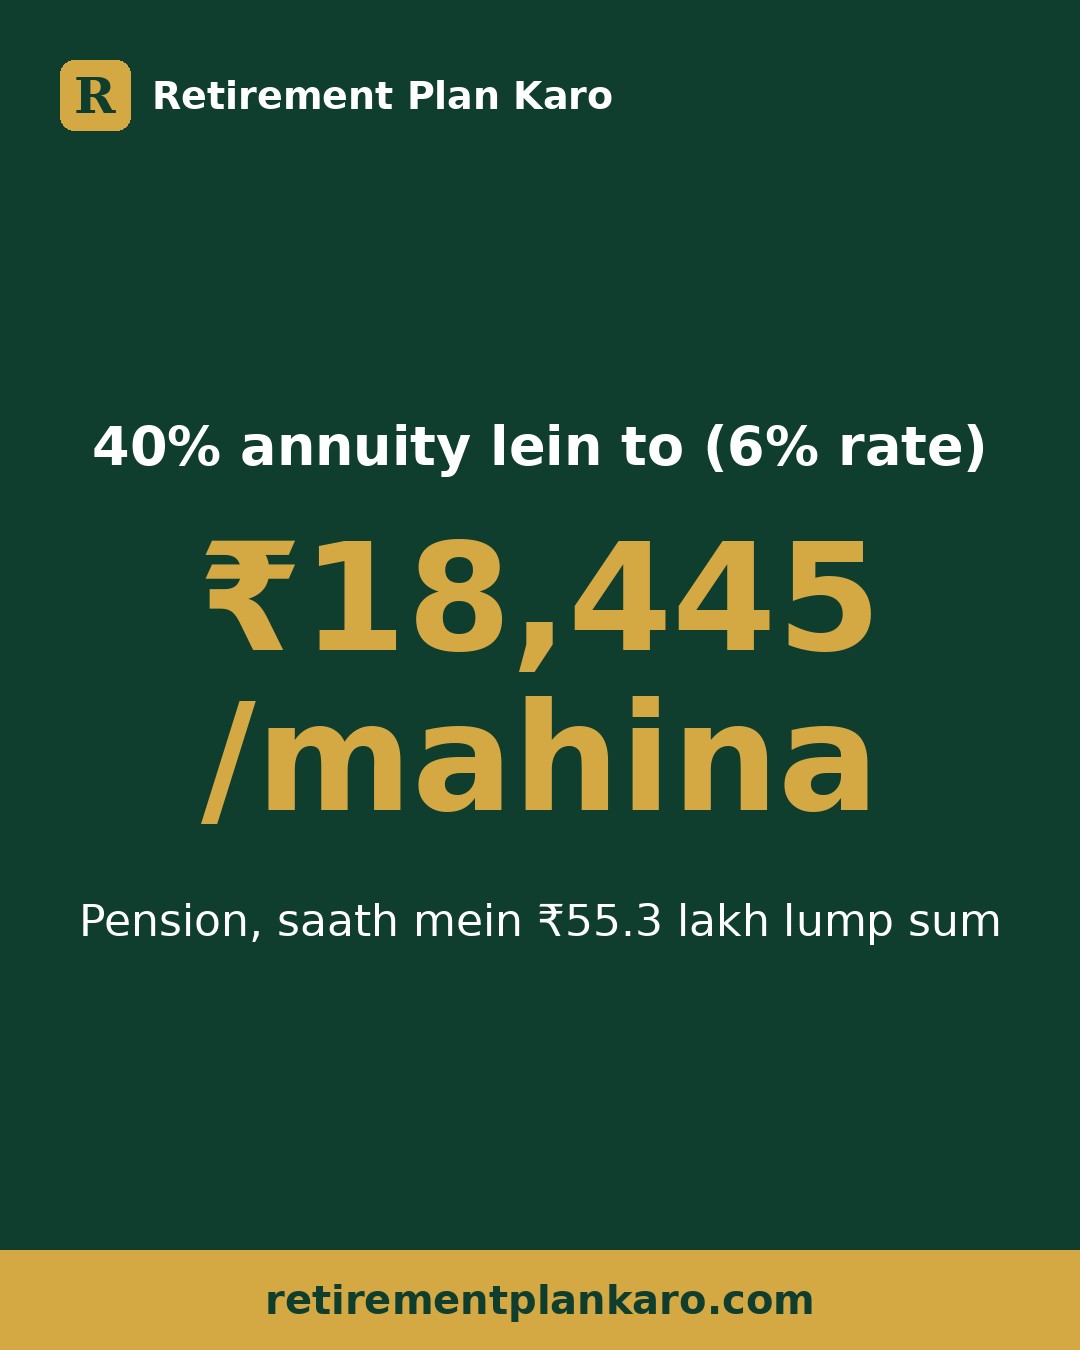 R Retirement Plan Karo
40% annuity lein to (6% rate)
₹18,445
/mahina
Pension, saath mein ₹55.3 lakh lump sum
retirementplankaro.com